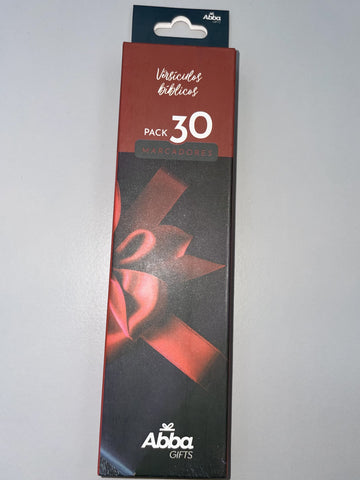 Abba
GIFTS
Versículos
bíblicos
PACK 30
MARCADORES
Abba
GIFTS